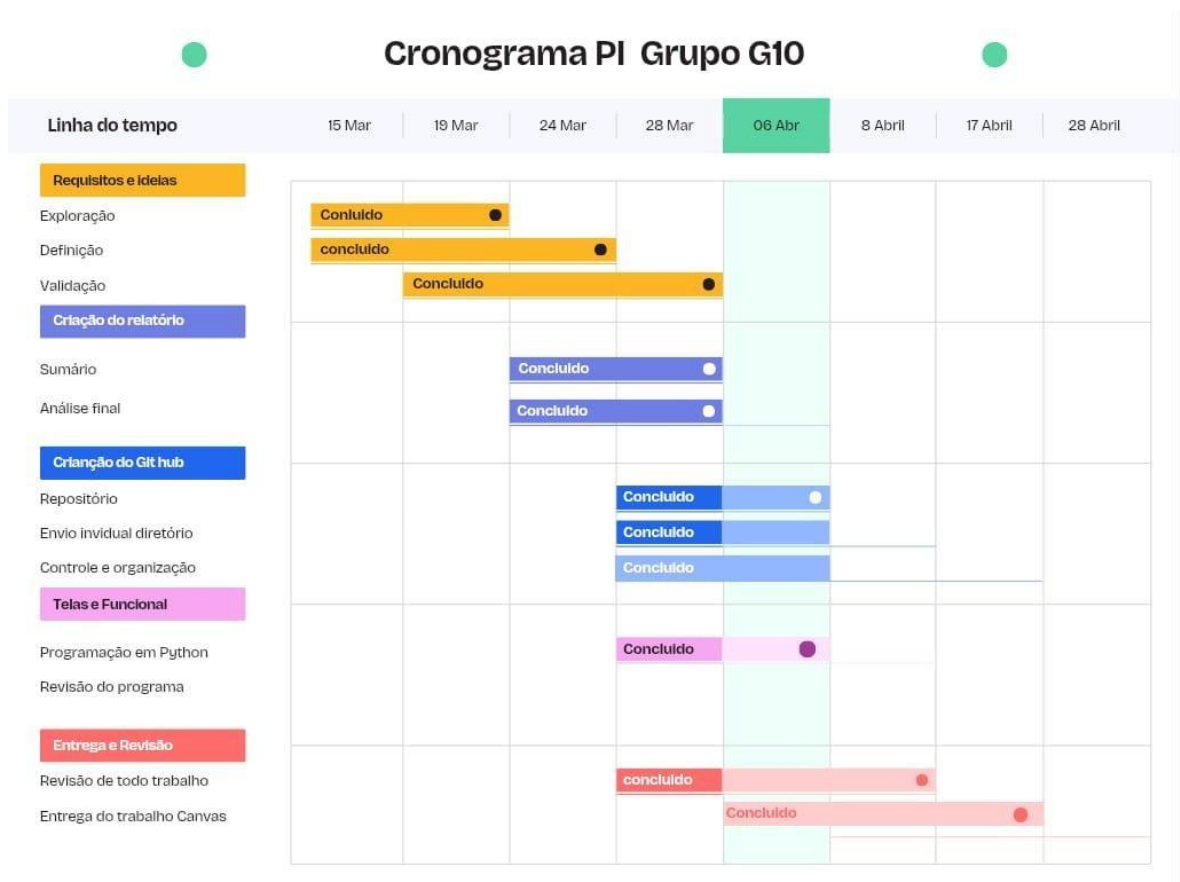 Cronograma PI Grupo G10
Linha do tempo 15 Mar 19 Mar 24 Mar 28 Mar 06 Abr 8 Abril 17 Abril 28 Abril
Requisitos e ideias
Exploração Conluido
Definição concluido
Validação Concluido
Criação do relatório
Sumário Concluido
Análise final Concluido
Criançào do Git hub
Repositório Concluido
Envio invidual diretório Concluido
Controle e organização Concluido
Telas e Funcional
Programação em Python Concluido
Revisão do programa
Entrega e Revisão
Revisão de todo trabalho concluido
Entrega do trabalho Canvas Concluido